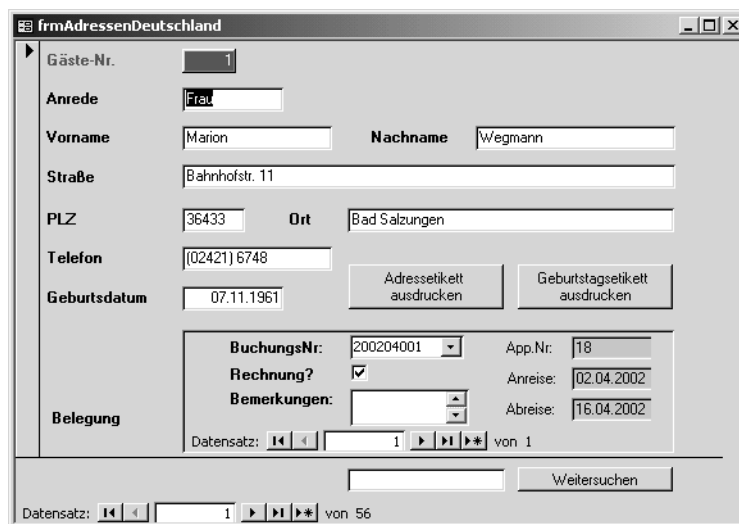 frmAdressenDeutschland
Gäste-Nr. 1
Anrede Frau
Vorname Marion Nachname Wegmann
Straße Bahnhofstr. 11
PLZ 36433 Ort Bad Salzungen
Telefon (02421) 6748
Adressetikett ausdrucken Geburtstagsetikett ausdrucken
Geburtsdatum 07.11.1961
BuchungsNr: 200204001 App.Nr: 18
Rechnung? Anreise: 02.04.2002
Bemerkungen: Abreise: 16.04.2002
Belegung
Datensatz: 1 von 1
Weitersuchen
Datensatz: 1 von 56